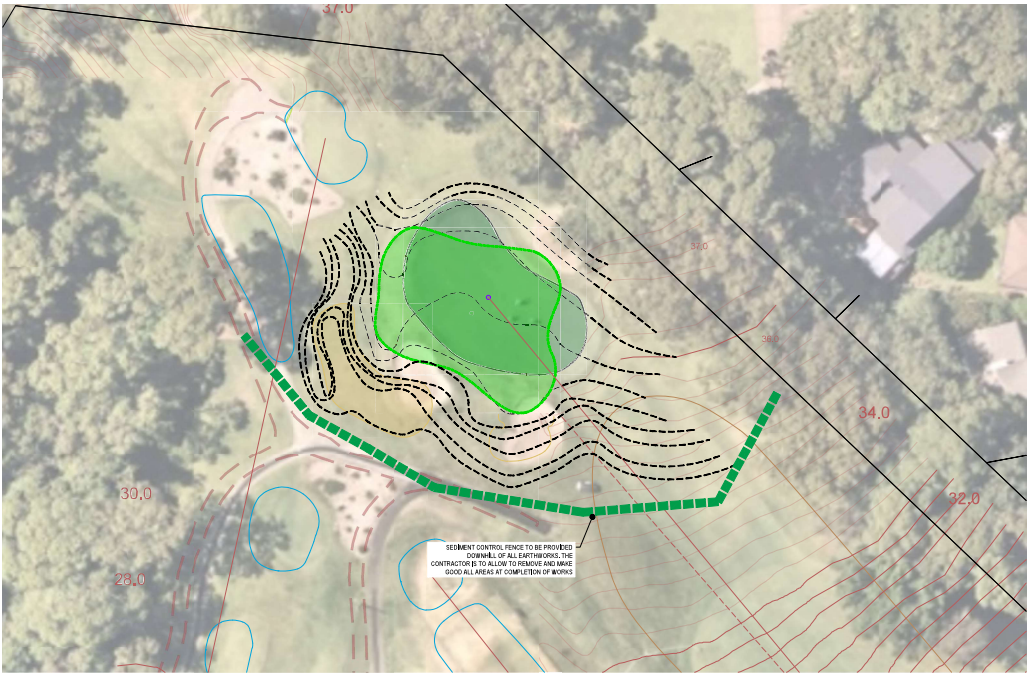 37.0
37.0
36.0
34.0
32.0
30.0
28.0
SEDIMENT CONTROL FENCE TO BE PROVIDED
DOWNHILL OF ALL EARTHWORKS. THE
CONTRACTOR IS TO ALLOW TO REMOVE AND MAKE
GOOD ALL AREAS AT COMPLETION OF WORKS